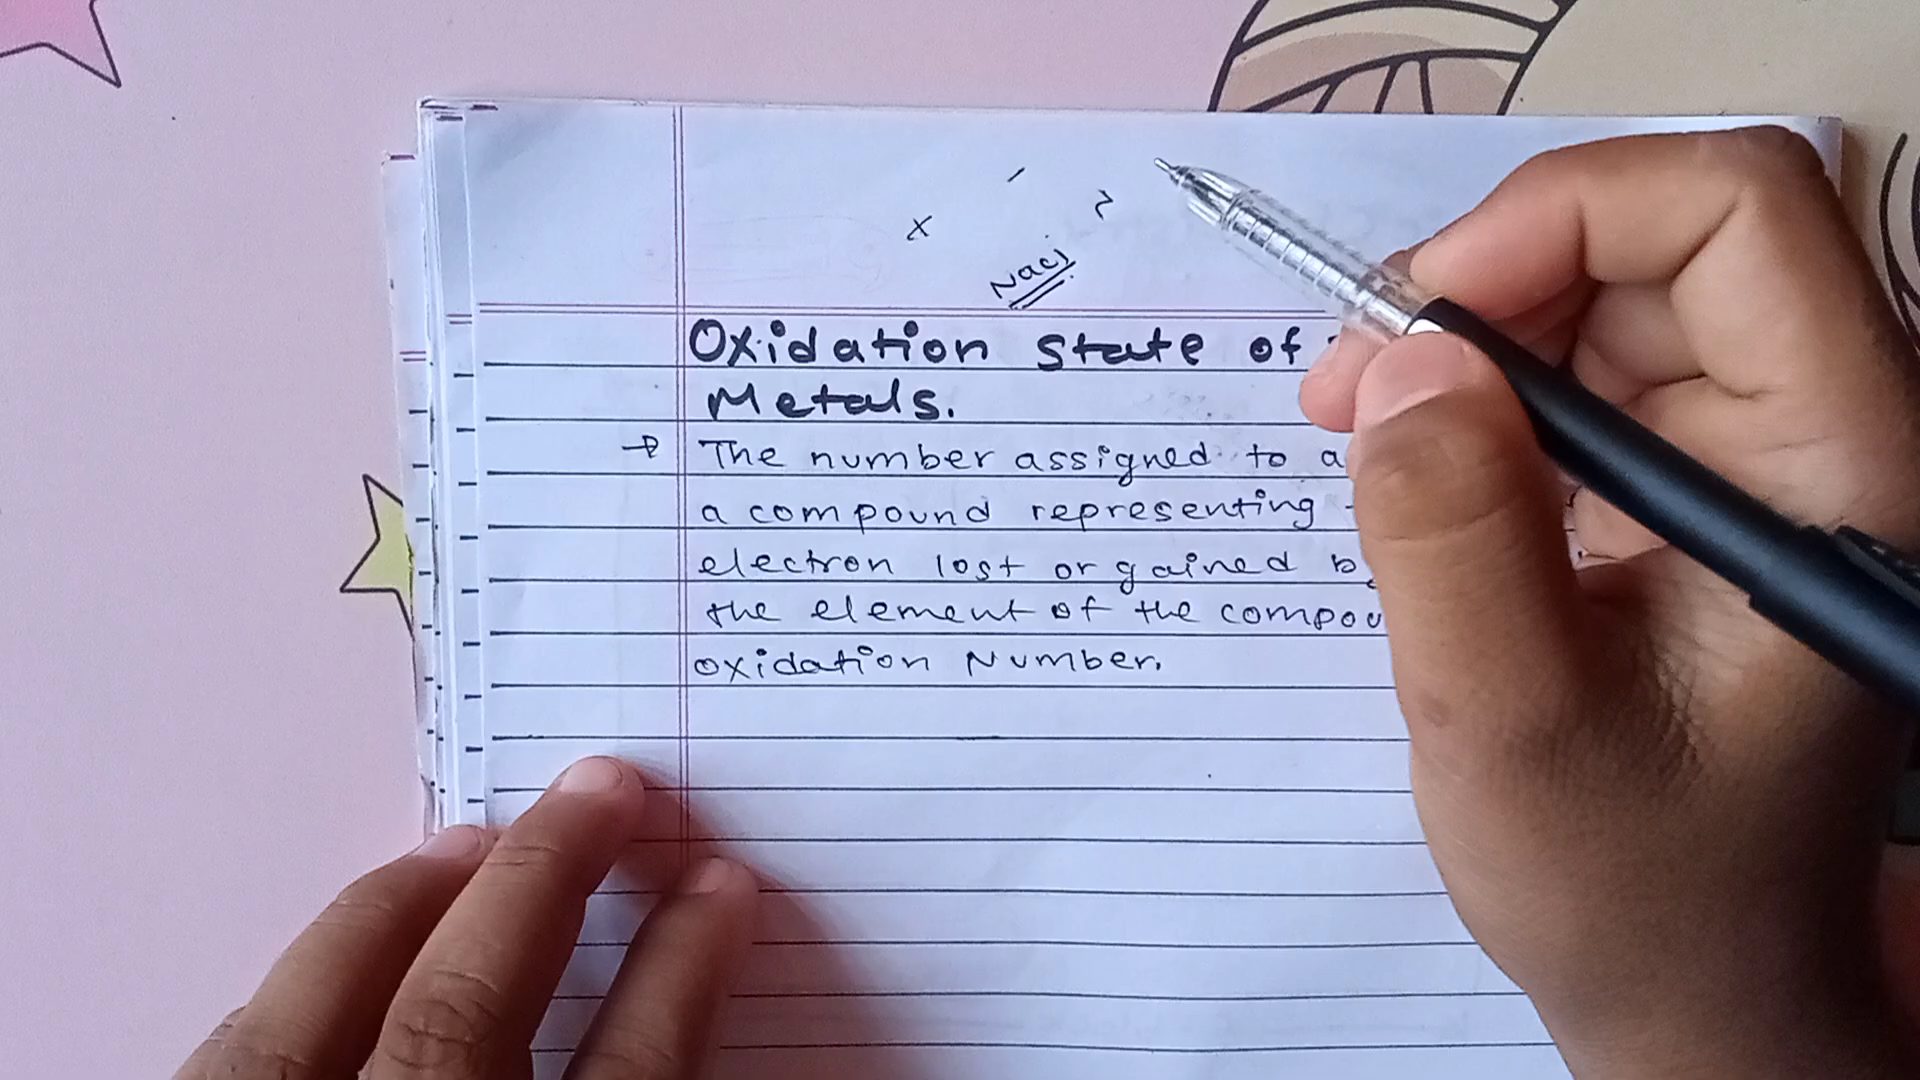 x
NaCl
Oxidation state of
Metals.
→ The number assigned to a
a compound representing
electron lost or gained b
the element of the compou
oxidation Number.